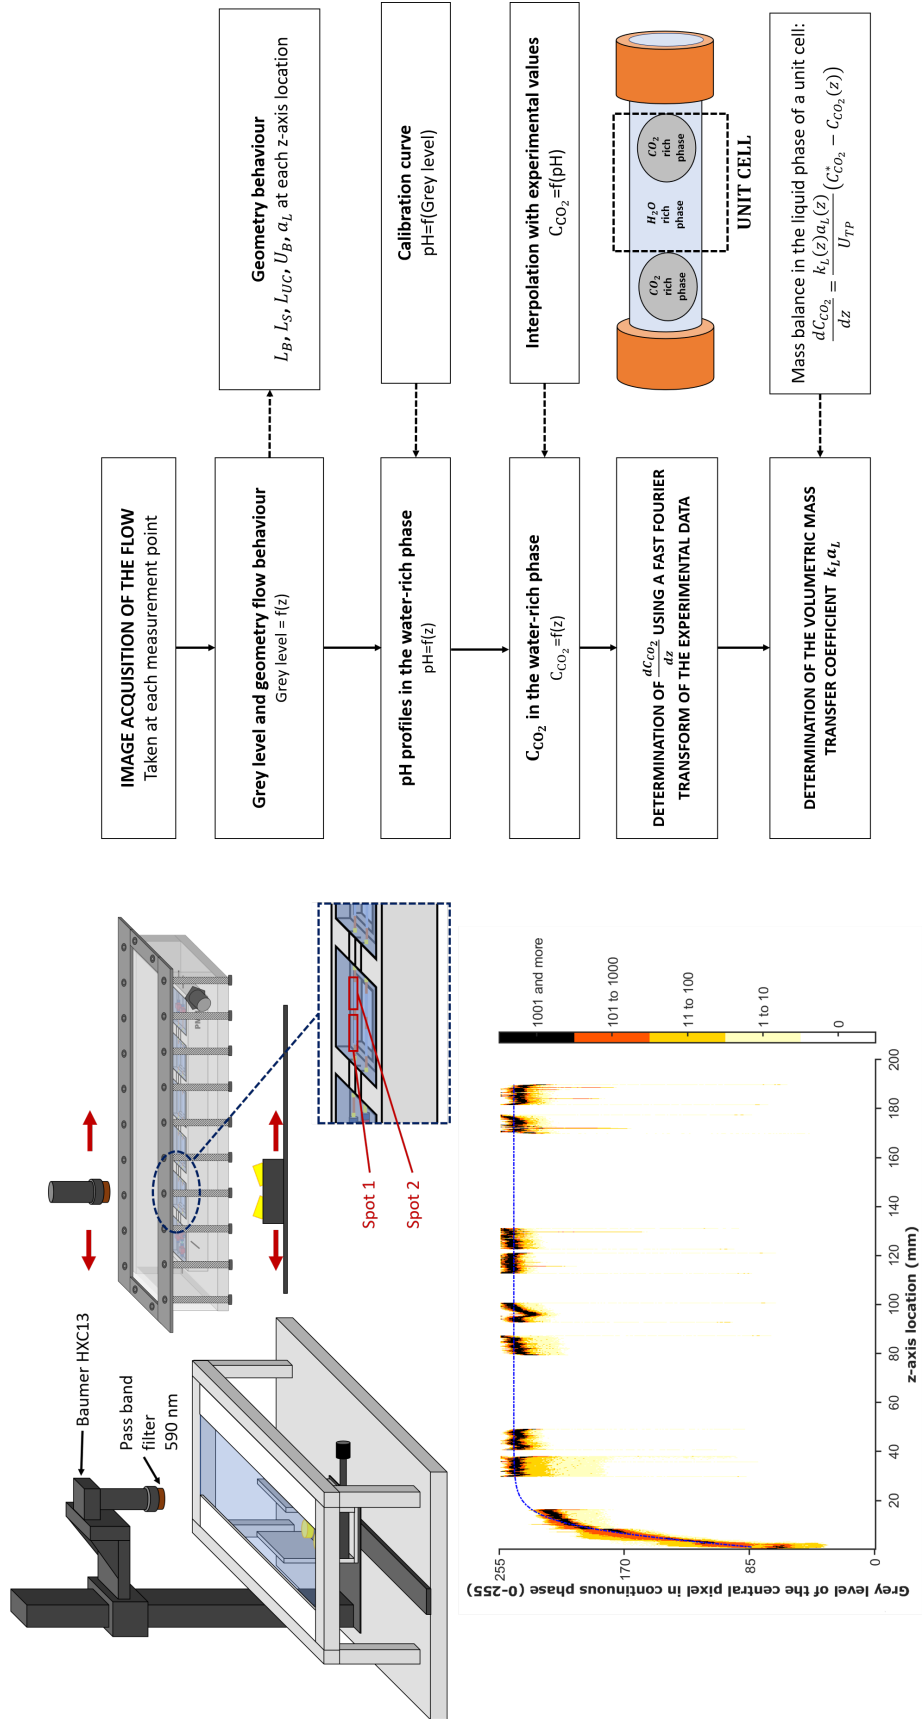 Baumer HXC13
Pass band
filter
590 nm
Spot 1
Spot 2
Grey level of the central pixel in continuous phase (0-255)
255
170
85
0
20
40
60
80
100
120
140
160
180
200
z-axis location (mm)
1001 and more
101 to 1000
11 to 100
1 to 10
0
IMAGE ACQUISITION OF THE FLOW
Taken at each measurement point
Grey level and geometry flow behaviour
Grey level = f(z)
Geometry behaviour
L_B, L_S, L_UC, U_B, a_L at each z-axis location
pH profiles in the water-rich phase
pH=f(z)
Calibration curve
pH=f(Grey level)
C_CO₂ in the water-rich phase
C_CO₂=f(z)
Interpolation with experimental values
C_CO₂=f(pH)
DETERMINATION OF dC_CO₂/dz USING A FAST FOURIER
TRANSFORM OF THE EXPERIMENTAL DATA
CO₂
rich
phase
H₂O
rich
phase
CO₂
rich
phase
UNIT CELL
DETERMINATION OF THE VOLUMETRIC MASS
TRANSFER COEFFICIENT k_L a_L
Mass balance in the liquid phase of a unit cell:
dC_CO₂/dz = k_L(z)a_L(z)/U_TP (C*_CO₂ − C_CO₂(z))